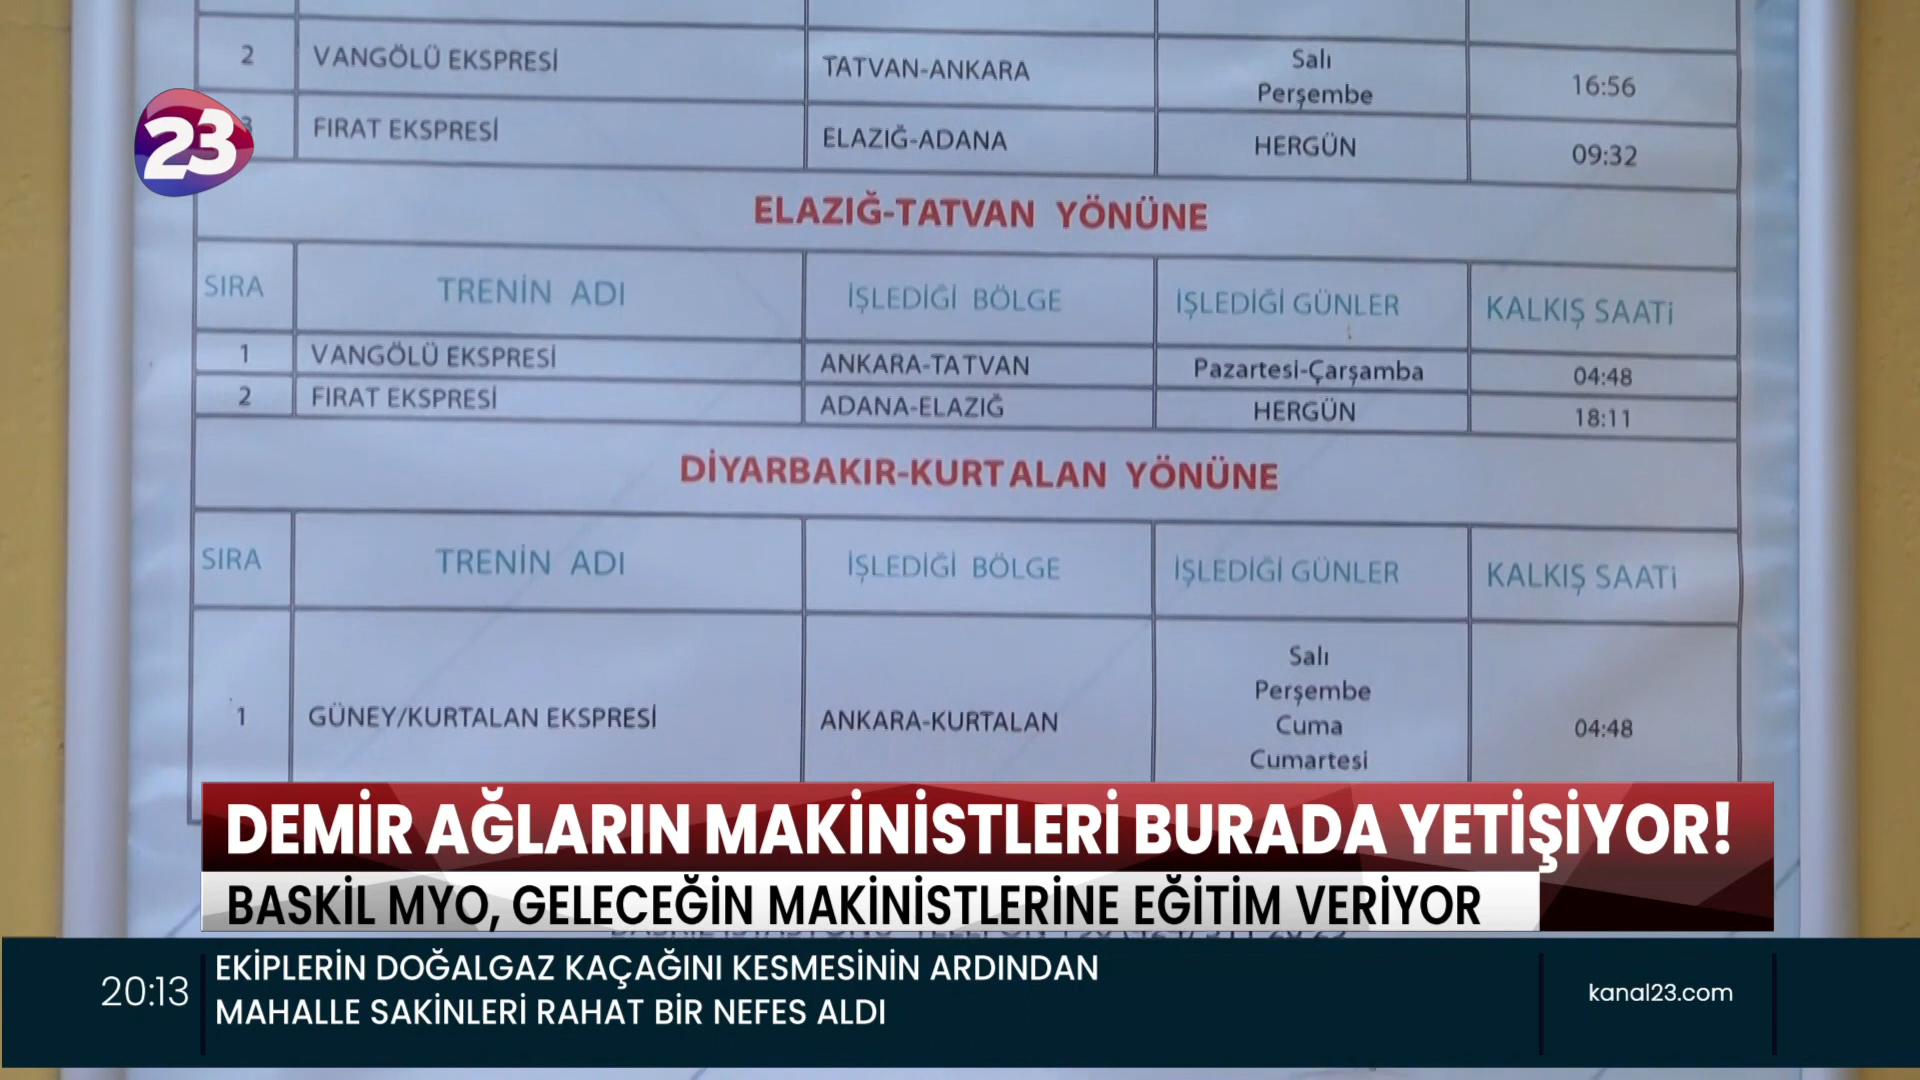 2 VANGÖLÜ EKSPRESİ TATVAN-ANKARA Salı Perşembe 16:56
FIRAT EKSPRESİ ELAZIĞ-ADANA HERGÜN 09:32
23
ELAZIĞ-TATVAN YÖNÜNE
SIRA TRENİN ADI İŞLEDİĞİ BÖLGE İŞLEDİĞİ GÜNLER KALKIŞ SAATİ
1 VANGÖLÜ EKSPRESİ ANKARA-TATVAN Pazartesi-Çarşamba 04:48
2 FIRAT EKSPRESİ ADANA-ELAZIĞ HERGÜN 18:11
DİYARBAKIR-KURTALAN YÖNÜNE
SIRA TRENİN ADI İŞLEDİĞİ BÖLGE İŞLEDİĞİ GÜNLER KALKIŞ SAATİ
1 GÜNEY/KURTALAN EKSPRESİ ANKARA-KURTALAN Salı Perşembe Cuma Cumartesi 04:48
DEMİR AĞLARIN MAKİNİSTLERİ BURADA YETİŞİYOR!
BASKİL MYO, GELECEĞİN MAKİNİSTLERİNE EĞİTİM VERİYOR
20:13
EKİPLERİN DOĞALGAZ KAÇAĞINI KESMESİNİN ARDINDAN
MAHALLE SAKİNLERİ RAHAT BİR NEFES ALDI
kanal23.com